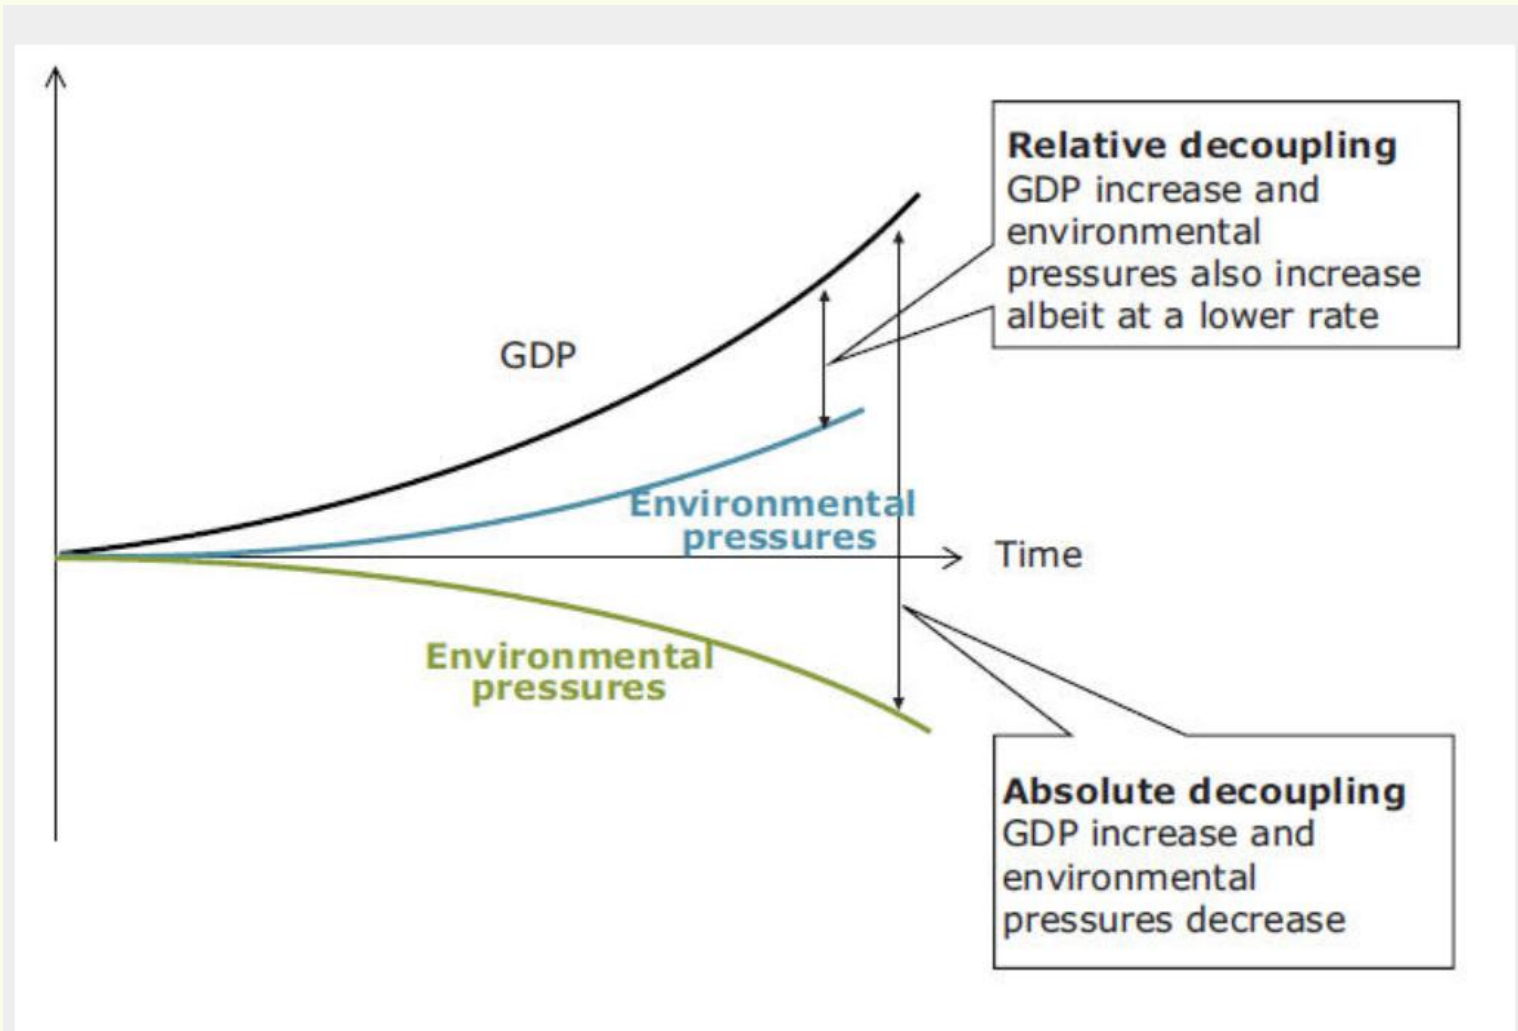 Relative decoupling
GDP increase and
environmental
pressures also increase
albeit at a lower rate
GDP
Environmental
pressures
Time
Environmental
pressures
Absolute decoupling
GDP increase and
environmental
pressures decrease